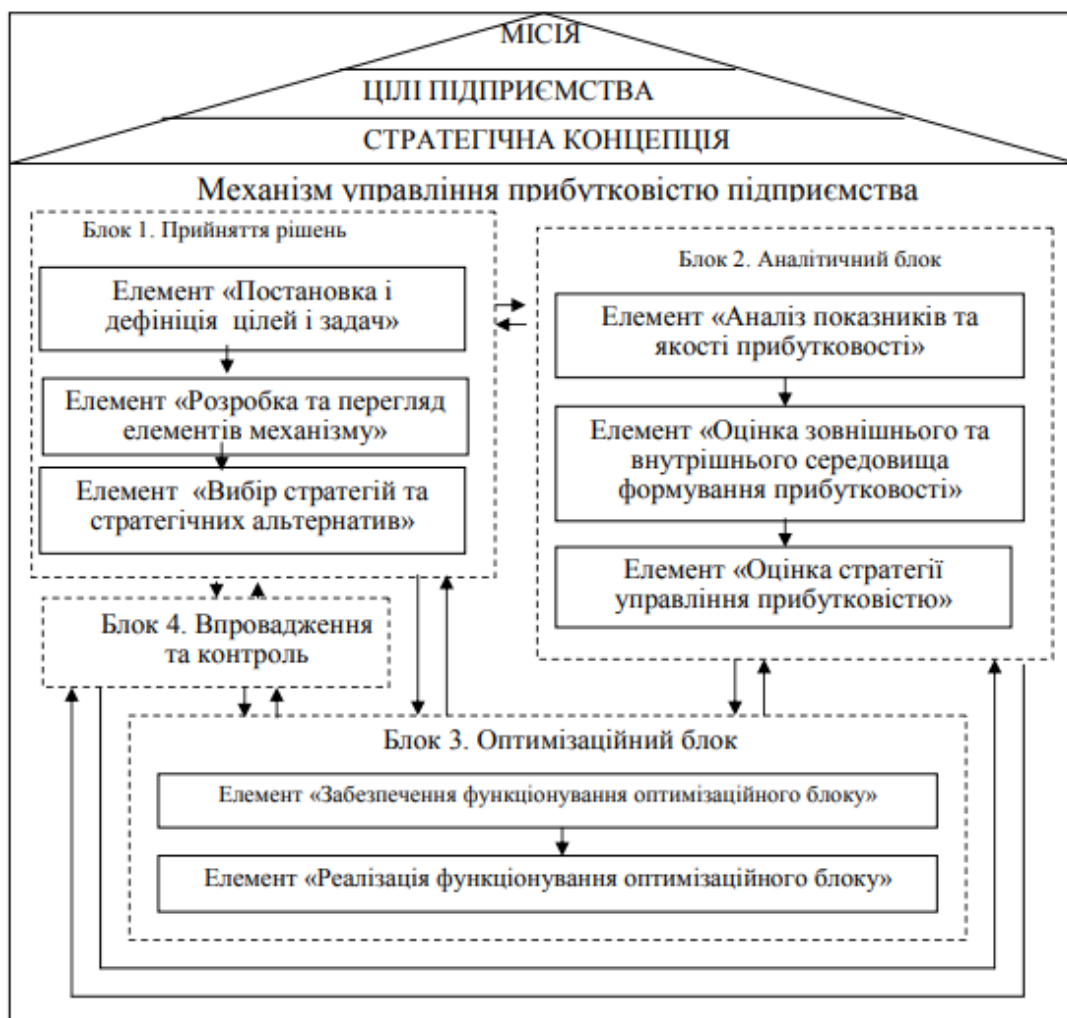 МІСІЯ
ЦІЛІ ПІДПРИЄМСТВА
СТРАТЕГІЧНА КОНЦЕПЦІЯ
Механізм управління прибутковістю підприємства
Блок 1. Прийняття рішень
Елемент «Постановка і
дефініція цілей і задач»
Елемент «Розробка та перегляд
елементів механізму»
Елемент «Вибір стратегій та
стратегічних альтернатив»
Блок 2. Аналітичний блок
Елемент «Аналіз показників та
якості прибутковості»
Елемент «Оцінка зовнішнього та
внутрішнього середовища
формування прибутковості»
Елемент «Оцінка стратегії
управління прибутковістю»
Блок 4. Впровадження
та контроль
Блок 3. Оптимізаційний блок
Елемент «Забезпечення функціонування оптимізаційного блоку»
Елемент «Реалізація функціонування оптимізаційного блоку»